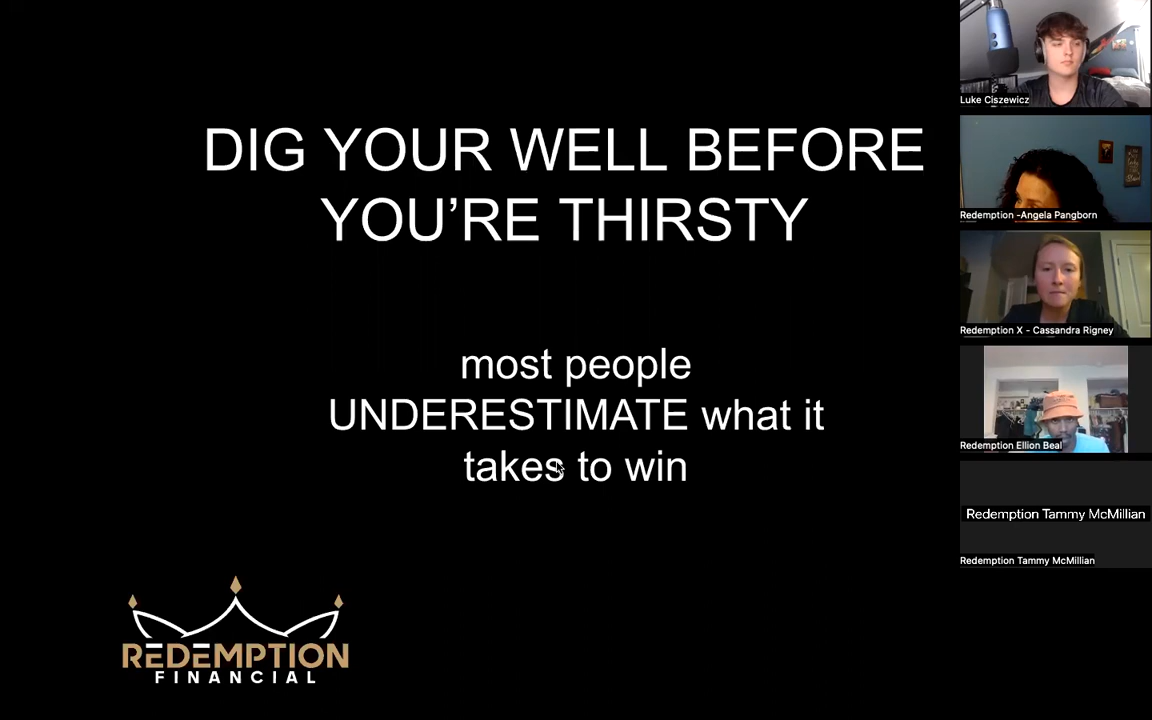 DIG YOUR WELL BEFORE
YOU'RE THIRSTY
most people
UNDERESTIMATE what it
takes to win
REDEMPTION
FINANCIAL
Luke Ciszewicz
Redemption -Angela Pangborn
Redemption X - Cassandra Rigney
Redemption Ellion Beal
Redemption Tammy McMillian
Redemption Tammy McMillian